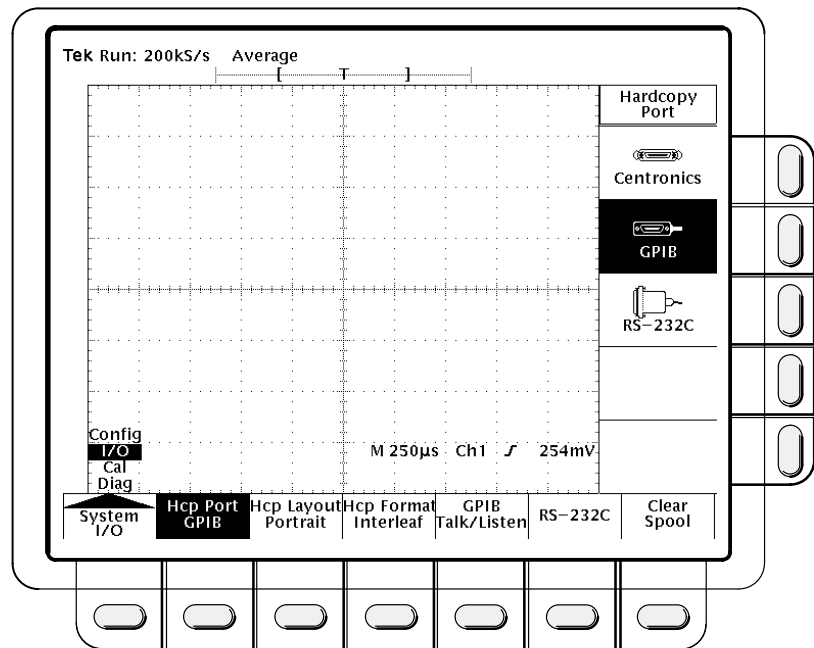 Tek Run: 200kS/s Average
[ T ]
Hardcopy
Port
Centronics
GPIB
RS-232C
Config
I/O
Cal
Diag
M 250µs Ch1 254mV
System
I/O
Hcp Port
GPIB
Hcp Layout
Portrait
Hcp Format
Interleaf
GPIB
Talk/Listen
RS-232C
Clear
Spool